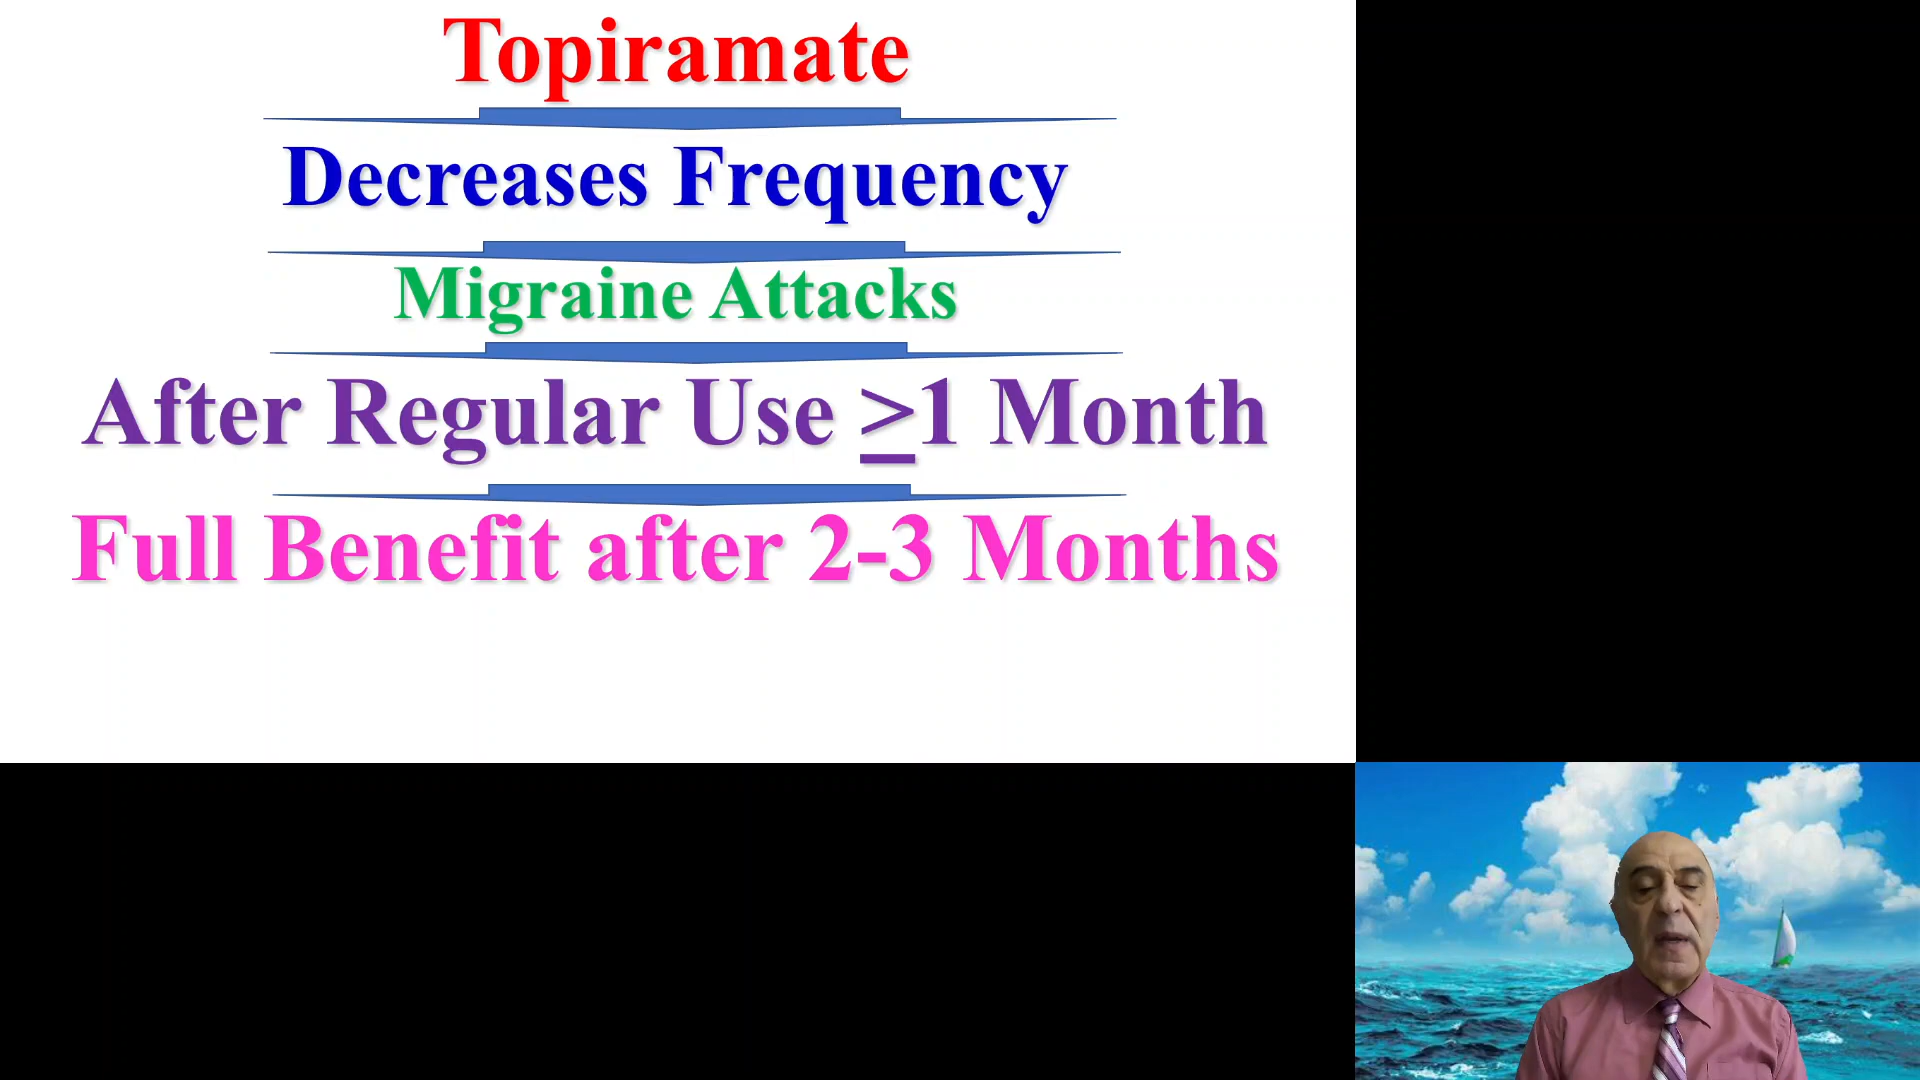 Topiramate
Decreases Frequency
Migraine Attacks
After Regular Use ≥1 Month
Full Benefit after 2-3 Months